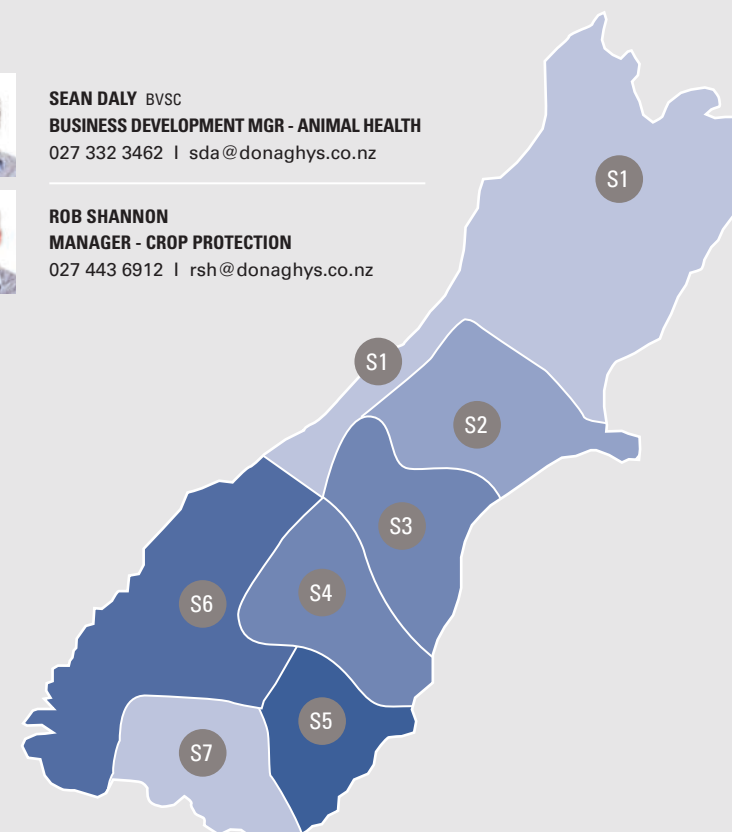 SEAN DALY BVSC
BUSINESS DEVELOPMENT MGR - ANIMAL HEALTH
027 332 3462 I sda@donaghys.co.nz
ROB SHANNON
MANAGER - CROP PROTECTION
027 443 6912 I rsh@donaghys.co.nz
S1
S1
S2
S3
S4
S6
S5
S7